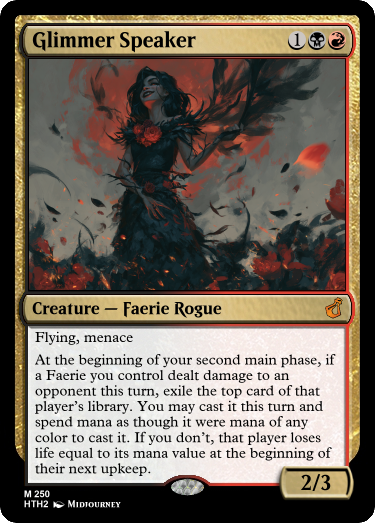 Glimmer Speaker 1
Creature — Faerie Rogue
Flying, menace
At the beginning of your second main phase, if
a Faerie you control dealt damage to an
opponent this turn, exile the top card of that
player's library. You may cast it this turn and
spend mana as though it were mana of any
color to cast it. If you don't, that player loses
life equal to its mana value at the beginning of
their next upkeep.
2/3
M 250
HTH2 Midjourney